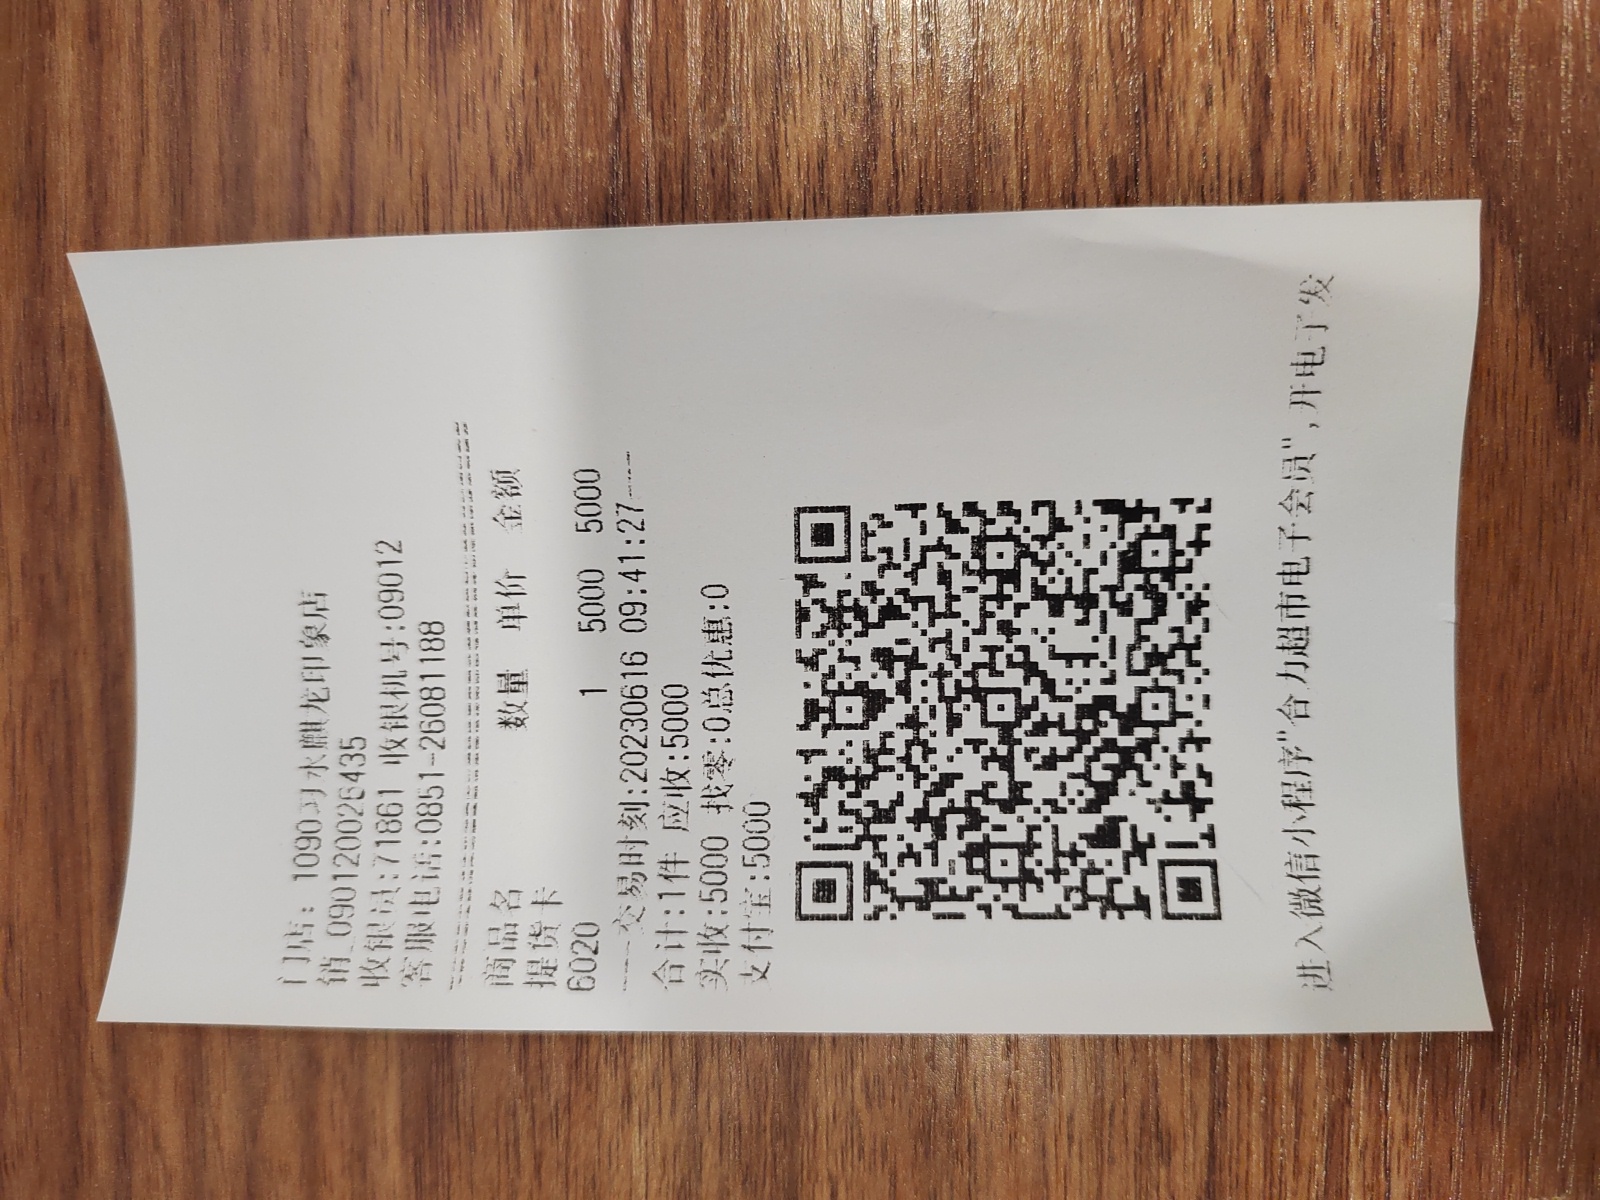 门店: 1090习水麒龙印象店
销_090120026435
收银员:71861 收银机号:09012
客服电话:0851-26081188
商品名 数量 单价 金额
提货卡
6020 1 5000 5000
----交易时刻:20230616 09:41:27----
合计:1件 应收:5000
实收:5000 找零:0总优惠:0
支付宝:5000
进入微信小程序"合力超市电子会员",开电子发